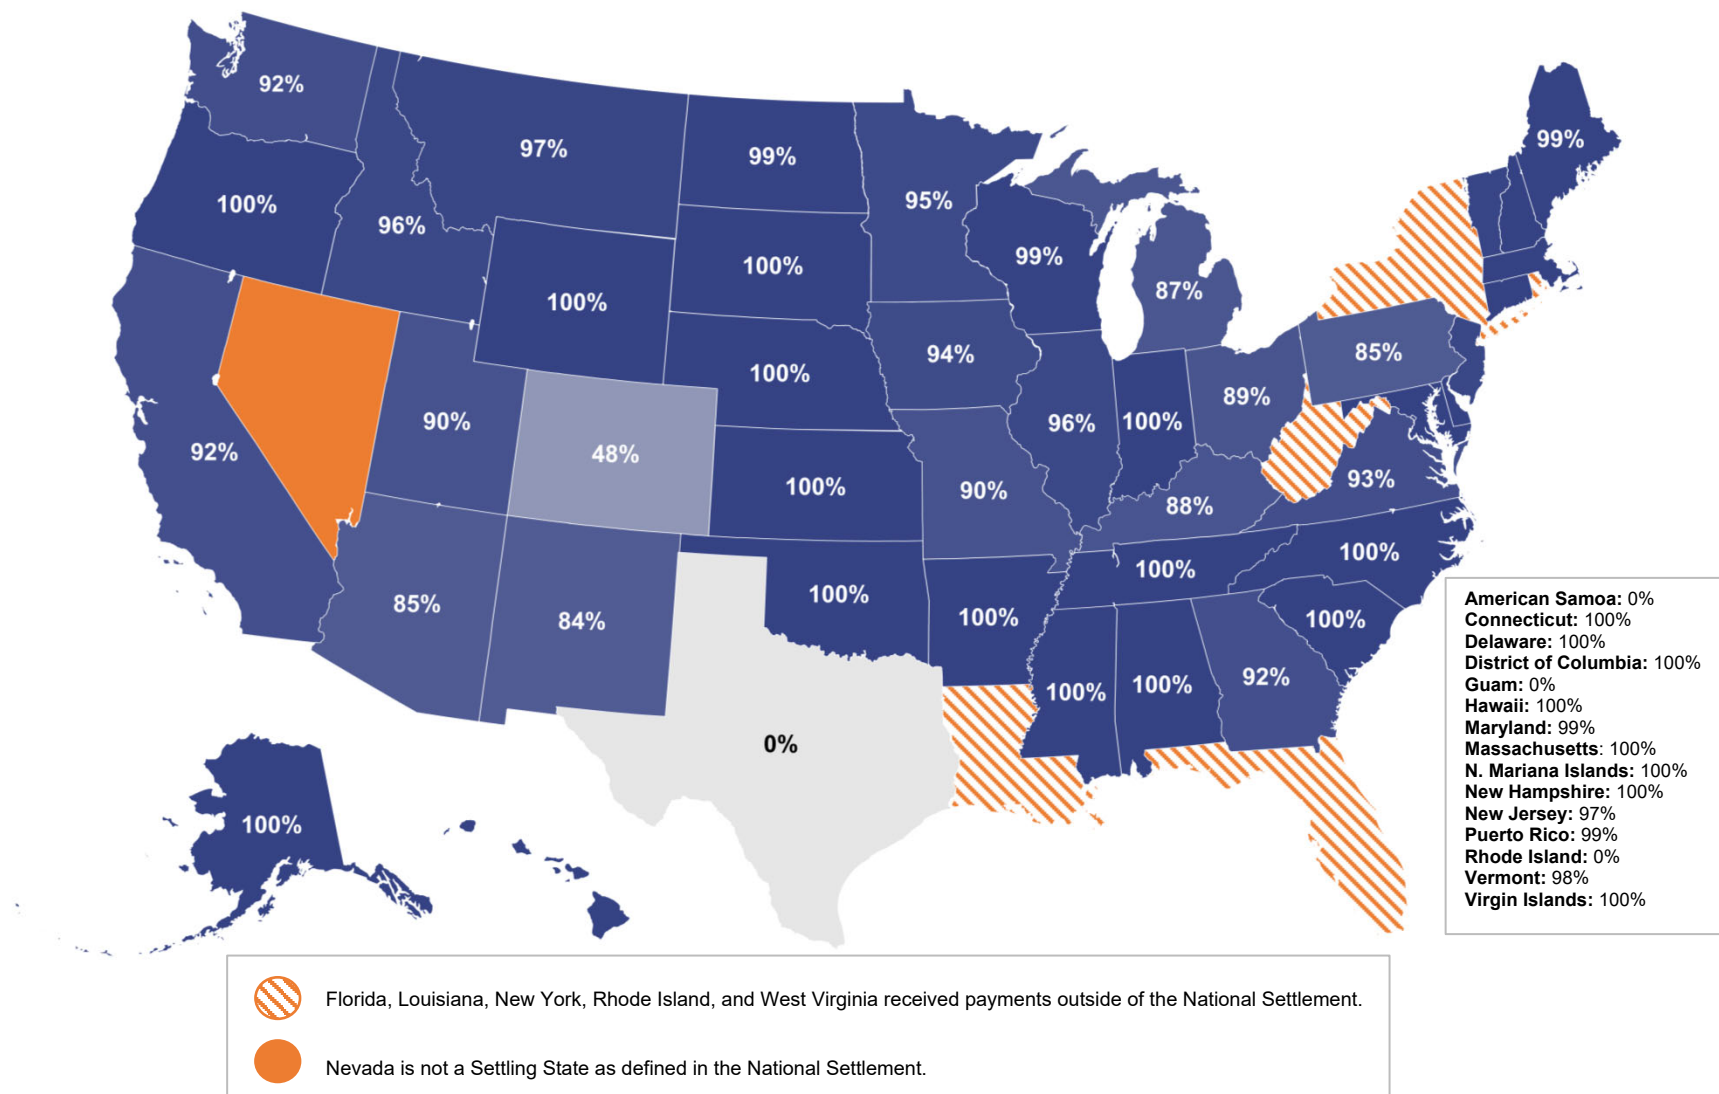 92%
97%
99%
99%
100%
96%
95%
100%
99%
100%
87%
100%
94%
85%
89%
90%
92%
48%
96%
100%
100%
90%
88%
93%
100%
100%
85%
84%
100%
100%
100%
100%
100%
92%
0%
100%
American Samoa: 0%
Connecticut: 100%
Delaware: 100%
District of Columbia: 100%
Guam: 0%
Hawaii: 100%
Maryland: 99%
Massachusetts: 100%
N. Mariana Islands: 100%
New Hampshire: 100%
New Jersey: 97%
Puerto Rico: 99%
Rhode Island: 0%
Vermont: 98%
Virgin Islands: 100%
Florida, Louisiana, New York, Rhode Island, and West Virginia received payments outside of the National Settlement.
Nevada is not a Settling State as defined in the National Settlement.